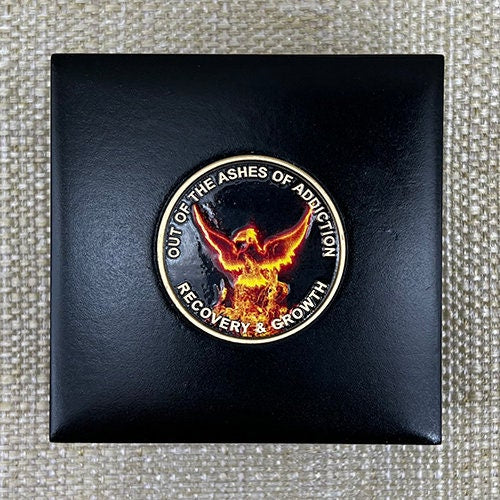 OUT OF THE ASHES OF ADDICTION
RECOVERY & GROWTH